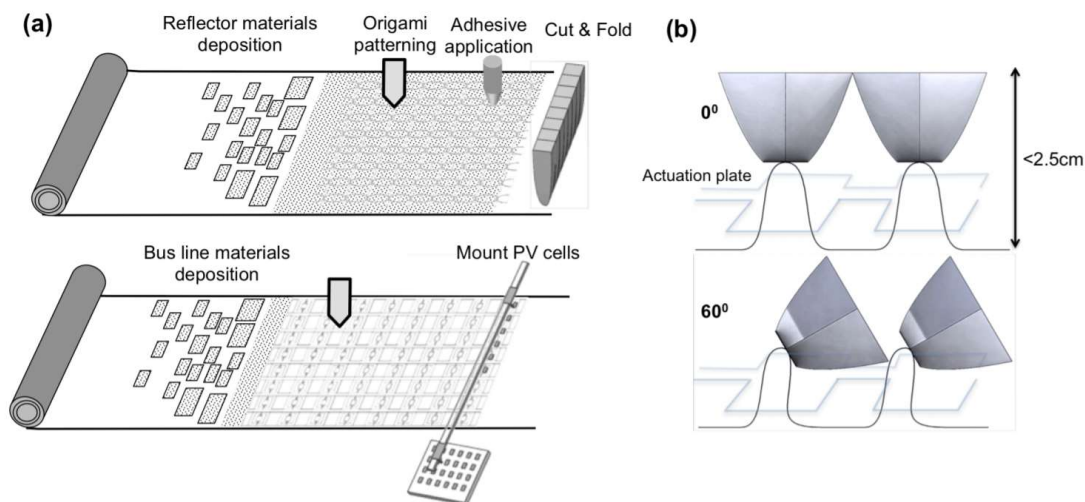 (a)
Reflector materials
deposition
Origami
patterning
Adhesive
application
Cut & Fold
Bus line materials
deposition
Mount PV cells
(b)
0⁰
Actuation plate
<2.5cm
60⁰